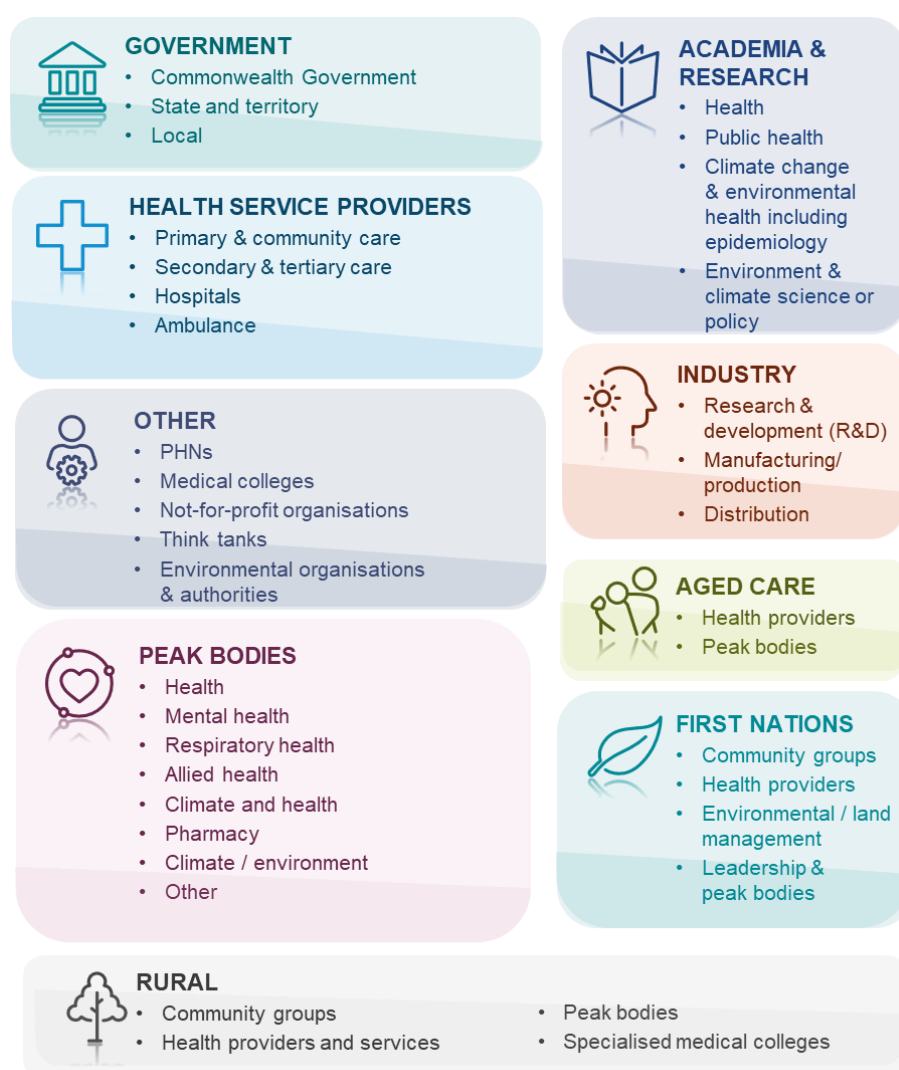 GOVERNMENT
• Commonwealth Government
• State and territory
• Local
HEALTH SERVICE PROVIDERS
• Primary & community care
• Secondary & tertiary care
• Hospitals
• Ambulance
OTHER
• PHNs
• Medical colleges
• Not-for-profit organisations
• Think tanks
• Environmental organisations
& authorities
PEAK BODIES
• Health
• Mental health
• Respiratory health
• Allied health
• Climate and health
• Pharmacy
• Climate / environment
• Other
ACADEMIA &
RESEARCH
• Health
• Public health
• Climate change
& environmental
health including
epidemiology
• Environment &
climate science or
policy
INDUSTRY
• Research &
development (R&D)
• Manufacturing/
production
• Distribution
AGED CARE
• Health providers
• Peak bodies
FIRST NATIONS
• Community groups
• Health providers
• Environmental / land
management
• Leadership &
peak bodies
RURAL
• Community groups
• Health providers and services
• Peak bodies
• Specialised medical colleges